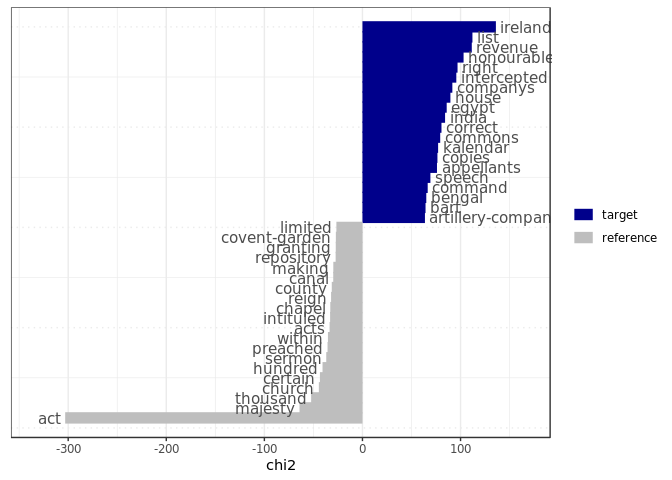 ireland
list
revenue
honourable
right
intercepted
companys
house
egypt
india
correct
commons
kalendar
copies
appellants
speech
command
bengal
bart
artillery-compan
limited
covent-garden
granting
repository
making
canal
county
reign
chapel
intituled
acts
within
preached
sermon
hundred
certain
church
thousand
majesty
act
-300 -200 -100 0 100
chi2
target
reference